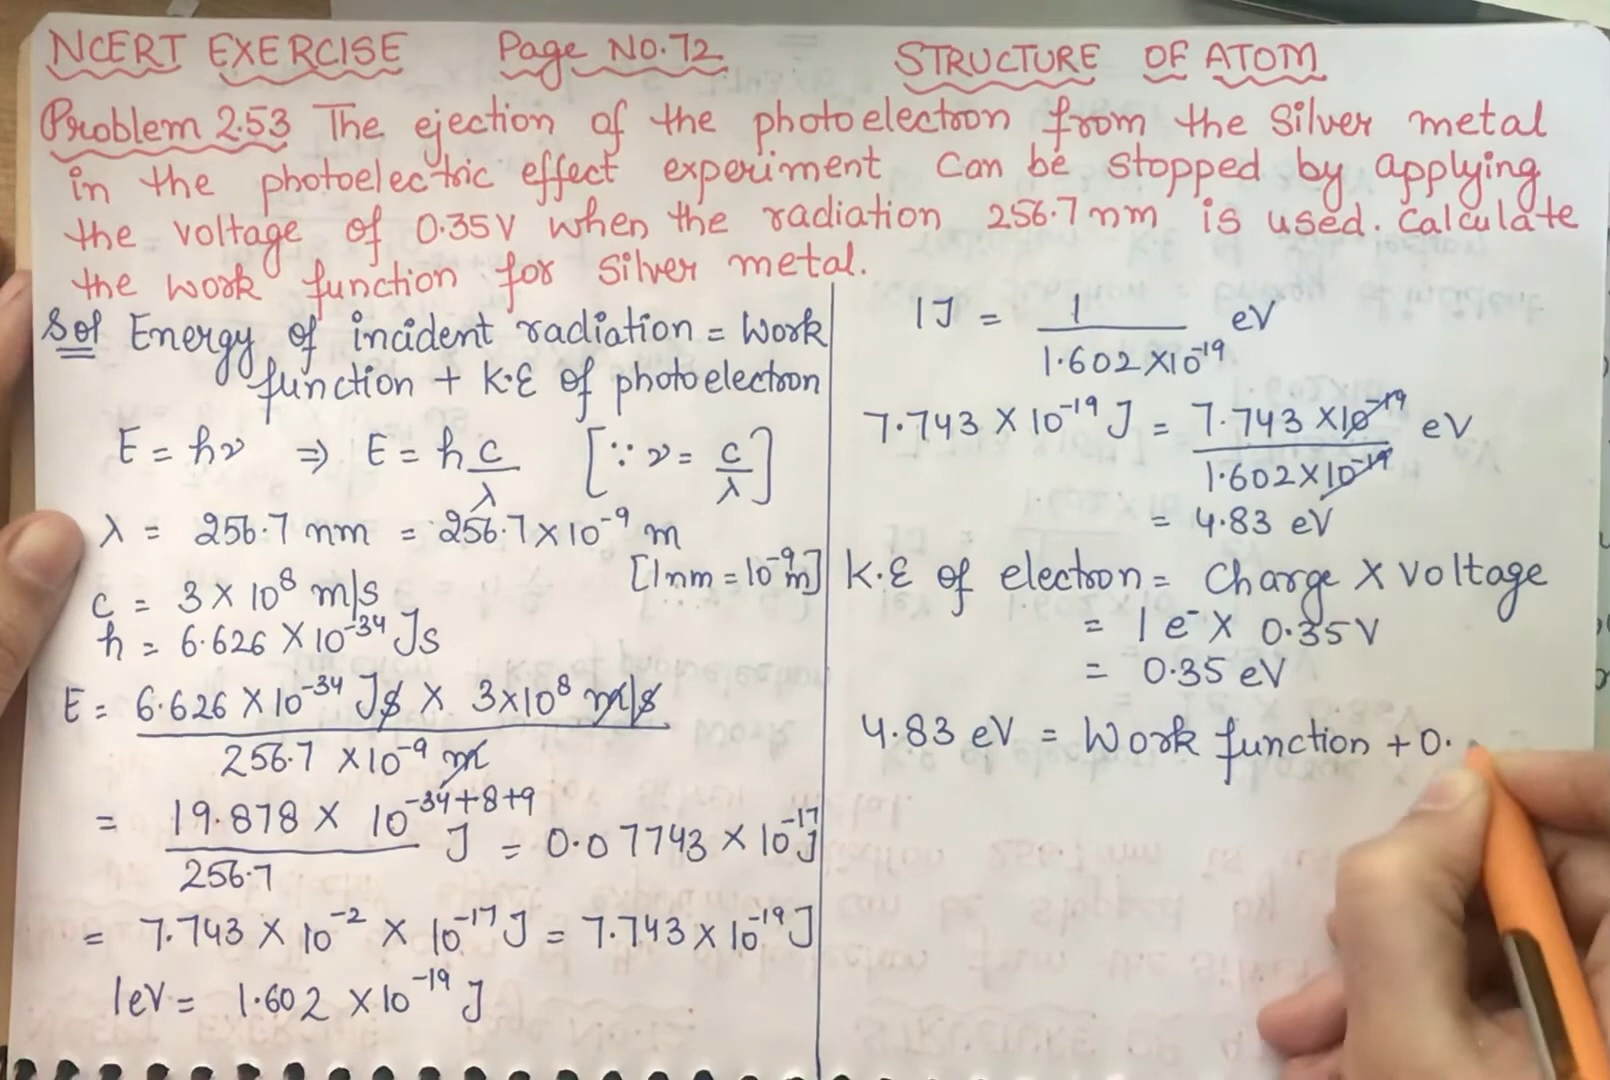 NCERT EXERCISE Page No.72 STRUCTURE OF ATOM
Problem 2.53 The ejection of the photoelectron from the silver metal
in the photoelectric effect experiment can be stopped by applying
the voltage of 0.35V when the radiation 256.7 nm is used. Calculate
the work function for silver metal.
Sol Energy of incident radiation = Work
function + K.E of photoelectron
E = hν ⇒ E = h c/λ [∵ ν = c/λ]
λ = 256.7 nm = 256.7 × 10⁻⁹ m
[1nm = 10⁻⁹ m]
c = 3 × 10⁸ m/s
h = 6.626 × 10⁻³⁴ Js
E = 6.626 × 10⁻³⁴ Js × 3×10⁸ m/s
256.7 × 10⁻⁹ m
= 19.878 × 10⁻³⁴⁺⁸⁺⁹ J = 0.07743 × 10⁻¹⁷ J
256.7
= 7.743 × 10⁻² × 10⁻¹⁷ J = 7.743 × 10⁻¹⁹ J
1eV = 1.602 × 10⁻¹⁹ J
1J = 1 eV
1.602 × 10⁻¹⁹
7.743 × 10⁻¹⁹ J = 7.743 × 10⁻¹⁹ eV
1.602 × 10⁻¹⁹
= 4.83 eV
K.E of electron = Charge × voltage
= 1 e⁻ × 0.35V
= 0.35 eV
4.83 eV = Work function + 0.